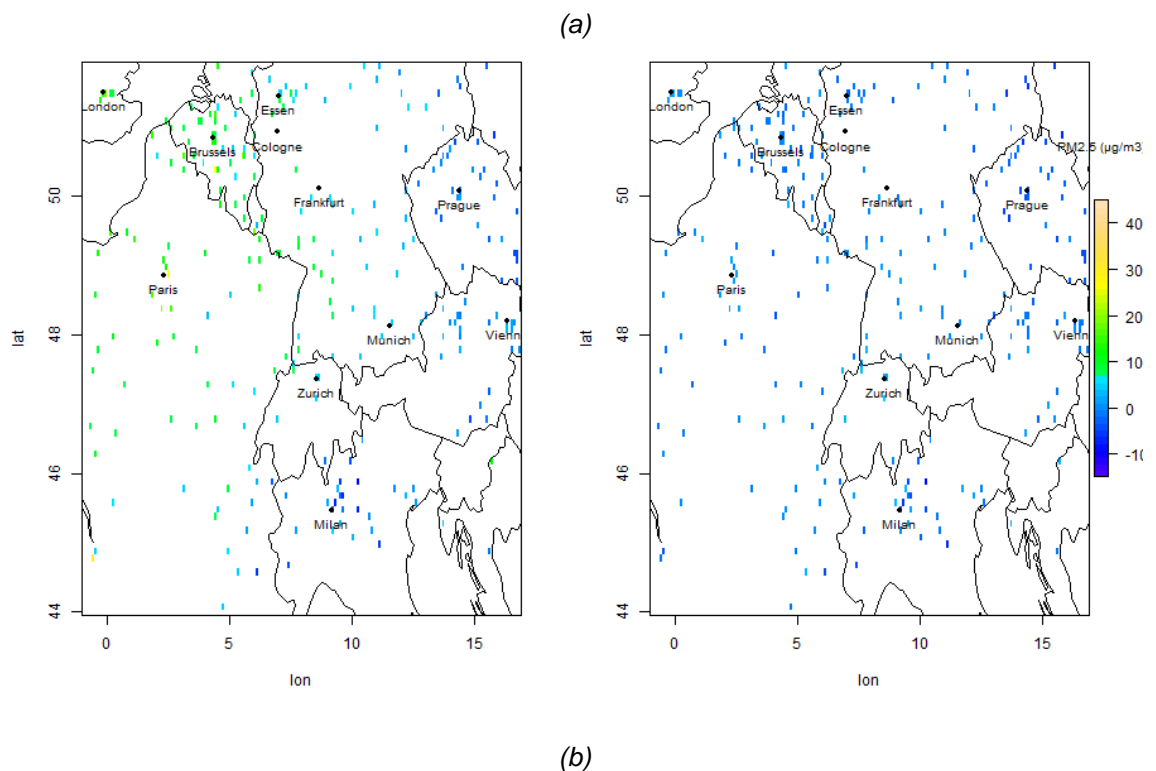 (a)
London
Essen
Brussels
Cologne
Frankfurt
Prague
Paris
Munich
Vienn
Zurich
Milan
50
48
46
44
lat
0
5
10
15
lon
London
Essen
Brussels
Cologne
PM2.5 (µg/m3
Frankfurt
Prague
Paris
Munich
Vienn
Zurich
Milan
50
48
46
44
lat
0
5
10
15
lon
40
30
20
10
0
-10
(b)